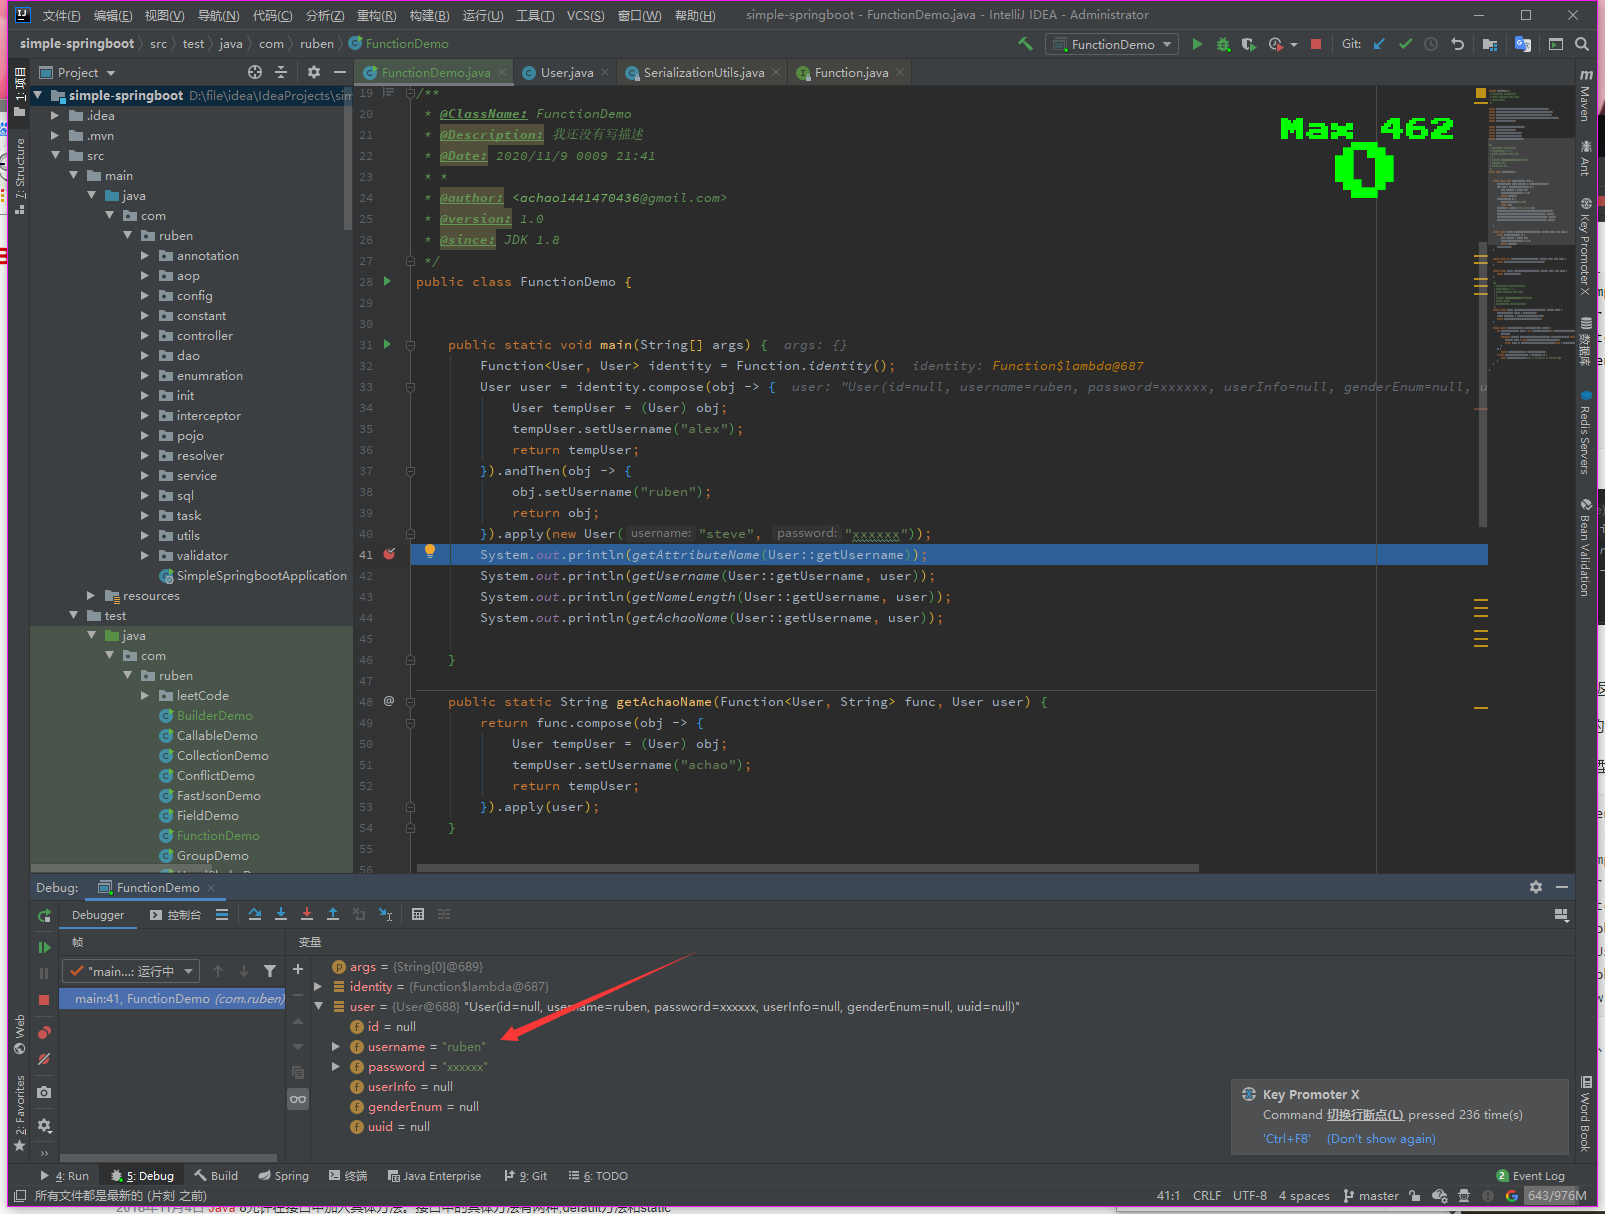 文件(F) 编辑(E) 视图(V) 导航(N) 代码(C) 分析(Z) 重构(R) 构建(B) 运行(U) 工具(T) VCS(S) 窗口(W) 帮助(H) simple-springboot - FunctionDemo.java - IntelliJ IDEA - Administrator
simple-springboot src test java com ruben FunctionDemo FunctionDemo Git:
Project FunctionDemo.java User.java SerializationUtils.java Function.java
1: 项目
7: Structure
Web
2: Favorites
simple-springboot D:\file\idea\IdeaProjects\sim
.idea
.mvn
src
main
java
com
ruben
annotation
aop
config
constant
controller
dao
enumration
init
interceptor
pojo
resolver
service
sql
task
utils
validator
SimpleSpringbootApplication
resources
test
java
com
ruben
leetCode
BuilderDemo
CallableDemo
CollectionDemo
ConflictDemo
FastJsonDemo
FieldDemo
FunctionDemo
GroupDemo
19 /**
20 * @ClassName: FunctionDemo
21 * @Description: 我还没有写描述
22 * @Date: 2020/11/9 0009 21:41
23 * *
24 * @author: <achao1441470436@gmail.com>
25 * @version: 1.0
26 * @since: JDK 1.8
27 */
28 public class FunctionDemo {
29
30
31 public static void main(String[] args) { args: {}
32 Function<User, User> identity = Function.identity(); identity: Function$lambda@687
33 User user = identity.compose(obj -> { user: "User(id=null, username=ruben, password=xxxxxx, userInfo=null, genderEnum=null, u
34 User tempUser = (User) obj;
35 tempUser.setUsername("alex");
36 return tempUser;
37 }).andThen(obj -> {
38 obj.setUsername("ruben");
39 return obj;
40 }).apply(new User( username: "steve", password: "xxxxxx"));
41 System.out.println(getAttributeName(User::getUsername));
42 System.out.println(getUsername(User::getUsername, user));
43 System.out.println(getNameLength(User::getUsername, user));
44 System.out.println(getAchaoName(User::getUsername, user));
45
46 }
47
48 @ public static String getAchaoName(Function<User, String> func, User user) {
49 return func.compose(obj -> {
50 User tempUser = (User) obj;
51 tempUser.setUsername("achao");
52 return tempUser;
53 }).apply(user);
54 }
55
56
Max 462
0
m Maven
Ant
Key Promoter X
数据库
Redis Servers
Bean Validation
Word Book
Debug: FunctionDemo
Debugger 控制台
帧 变量
"main...: 运行中
main:41, FunctionDemo (com.ruben)
args = {String[0]@689}
identity = {Function$lambda@687}
user = {User@688} "User(id=null, username=ruben, password=xxxxxx, userInfo=null, genderEnum=null, uuid=null)"
id = null
username = "ruben"
password = "xxxxxx"
userInfo = null
genderEnum = null
uuid = null
Key Promoter X
Command 切换行断点(L) pressed 236 time(s)
'Ctrl+F8' (Don't show again)
4: Run 5: Debug Build Spring 终端 Java Enterprise 9: Git 6: TODO 2 Event Log
所有文件都是最新的 (片刻 之前) 41:1 CRLF UTF-8 4 spaces master 643/976M